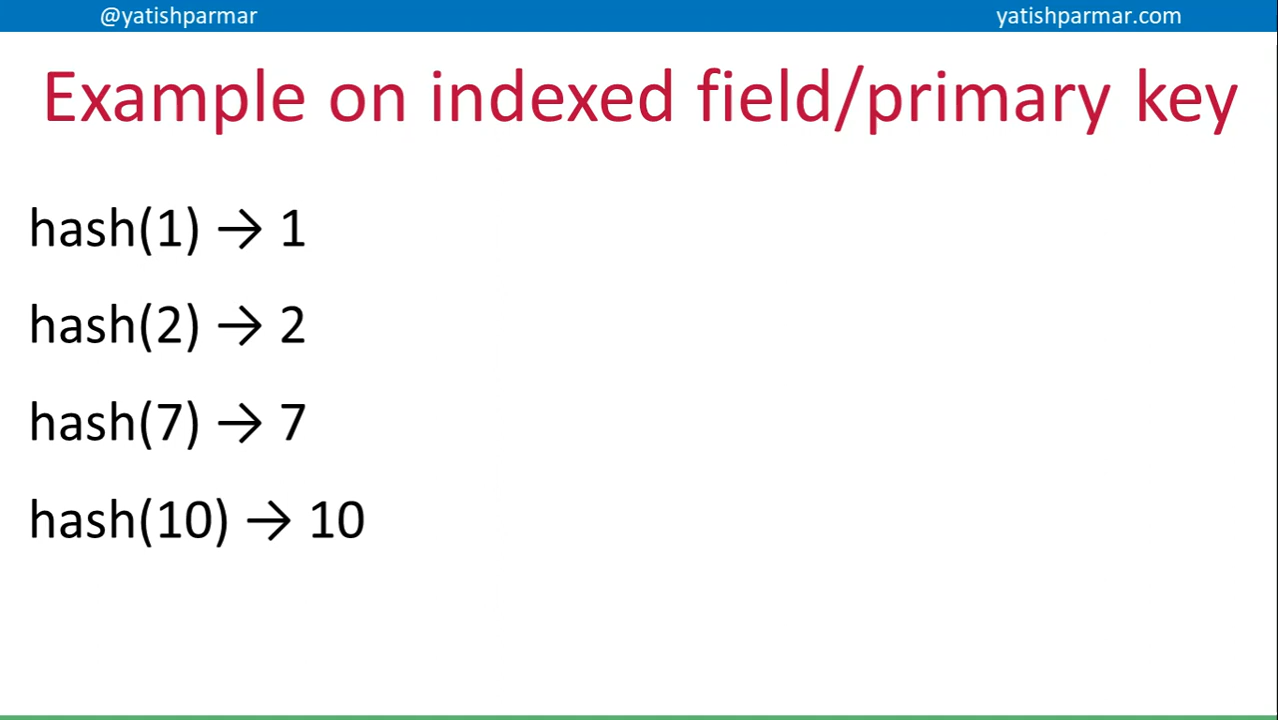 @yatishparmar
yatishparmar.com
Example on indexed field/primary key
hash(1) → 1
hash(2) → 2
hash(7) → 7
hash(10) → 10